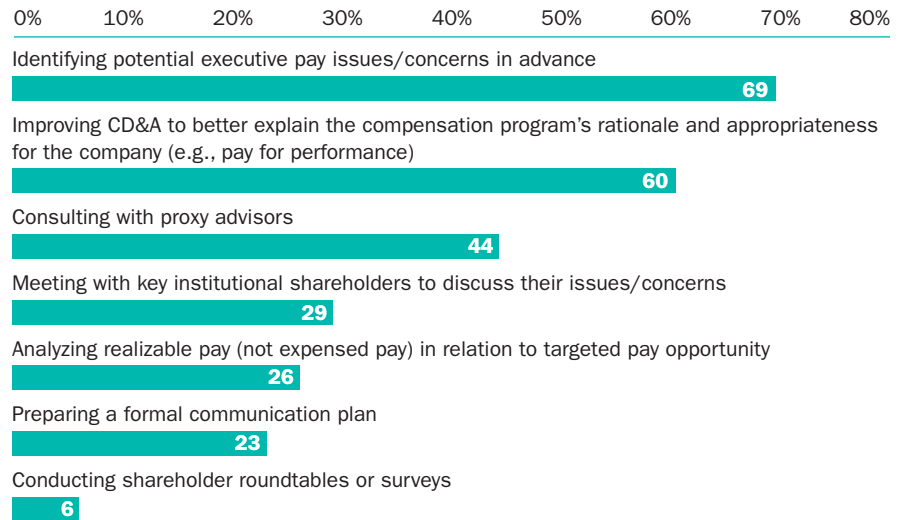 0% 10% 20% 30% 40% 50% 60% 70% 80%
Identifying potential executive pay issues/concerns in advance
69
Improving CD&A to better explain the compensation program’s rationale and appropriateness
for the company (e.g., pay for performance)
60
Consulting with proxy advisors
44
Meeting with key institutional shareholders to discuss their issues/concerns
29
Analyzing realizable pay (not expensed pay) in relation to targeted pay opportunity
26
Preparing a formal communication plan
23
Conducting shareholder roundtables or surveys
6